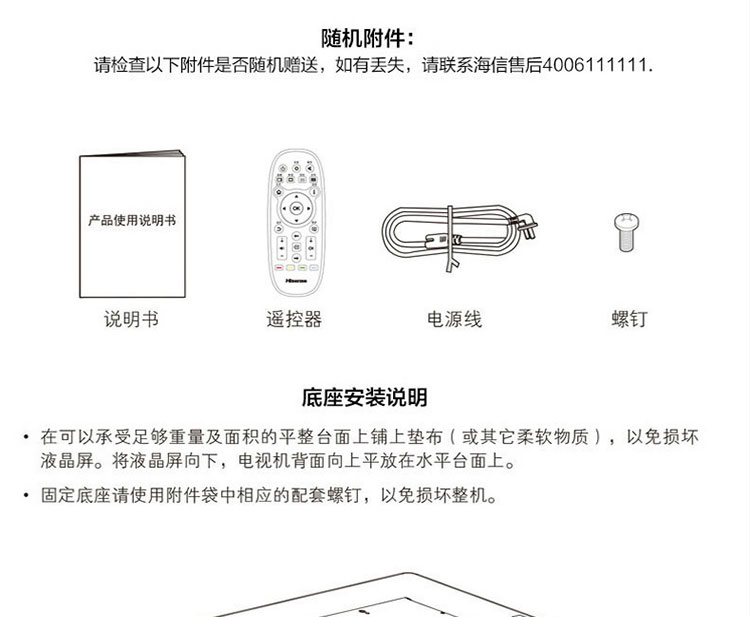 随机附件：
请检查以下附件是否随机赠送，如有丢失，请联系海信售后4006111111.
产品使用说明书
OK
Hisense
说明书
遥控器
电源线
螺钉
底座安装说明
• 在可以承受足够重量及面积的平整台面上铺上垫布（或其它柔软物质），以免损坏
液晶屏。将液晶屏向下，电视机背面向上平放在水平台面上。
• 固定底座请使用附件袋中相应的配套螺钉，以免损坏整机。